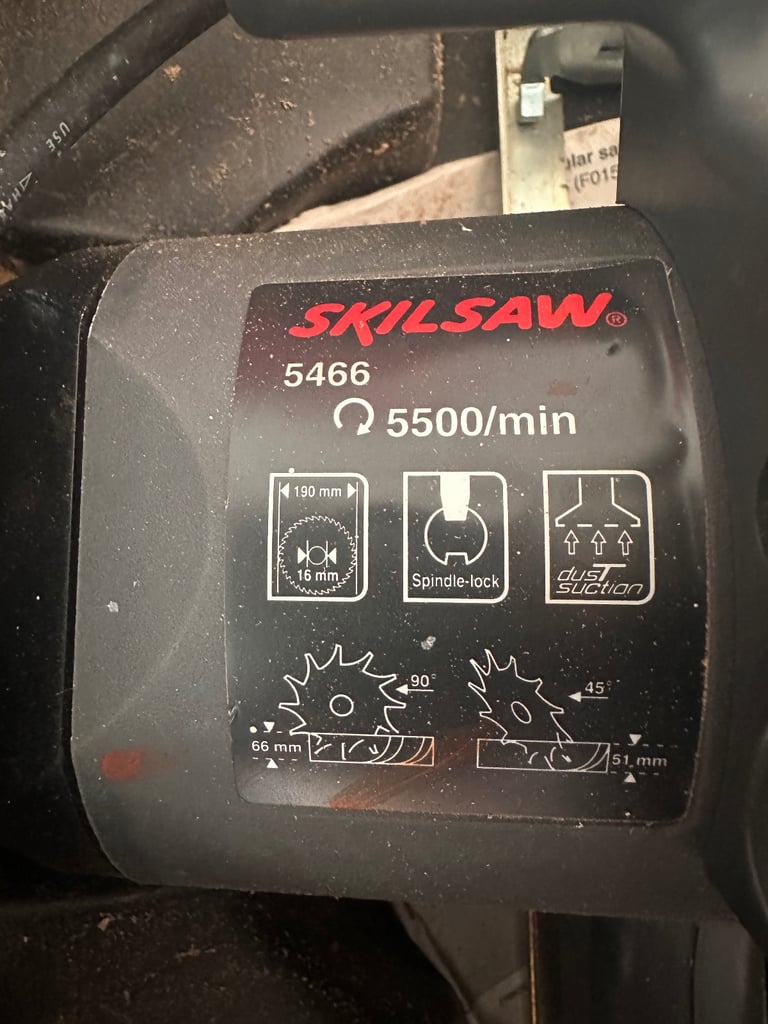 USE
(F015
SKILSAW®
5466
5500/min
190 mm
16 mm
Spindle-lock
dusT
suction
90°
45°
66 mm
51 mm